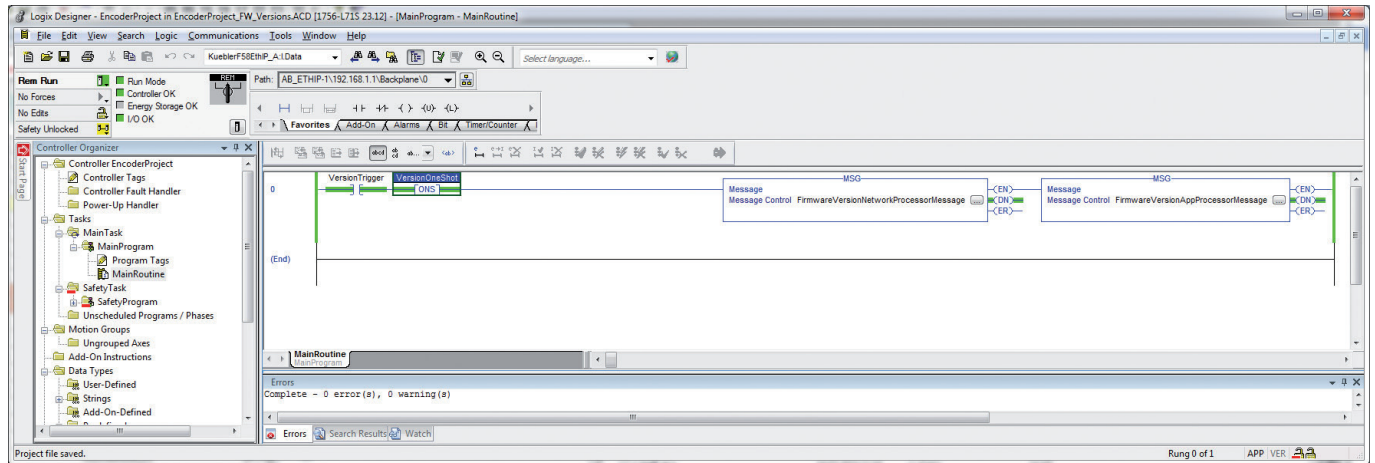 Logix Designer - EncoderProject in EncoderProject_FW_Versions.ACD [1756-L71S 23.12] - [MainProgram - MainRoutine]
File Edit View Search Logic Communications Tools Window Help
KueblerF58EthIP_A:I.Data
Select language...
Rem Run
No Forces
No Edits
Safety Unlocked
Run Mode
Controller OK
Energy Storage OK
I/O OK
REM
Path: AB_ETHIP-1\192.168.1.1\Backplane\0
Favorites Add-On Alarms Bit Timer/Counter
Start Page
Controller Organizer
Controller EncoderProject
Controller Tags
Controller Fault Handler
Power-Up Handler
Tasks
MainTask
MainProgram
Program Tags
MainRoutine
SafetyTask
SafetyProgram
Unscheduled Programs / Phases
Motion Groups
Ungrouped Axes
Add-On Instructions
Data Types
User-Defined
Strings
Add-On-Defined
0
VersionTrigger
VersionOneShot
ONS
MSG
Message
Message Control FirmwareVersionNetworkProcessorMessage ...
EN
DN
ER
MSG
Message
Message Control FirmwareVersionAppProcessorMessage ...
EN
DN
ER
(End)
MainRoutine
MainProgram
Errors
Complete - 0 error(s), 0 warning(s)
Errors Search Results Watch
Project file saved.
Rung 0 of 1 APP VER